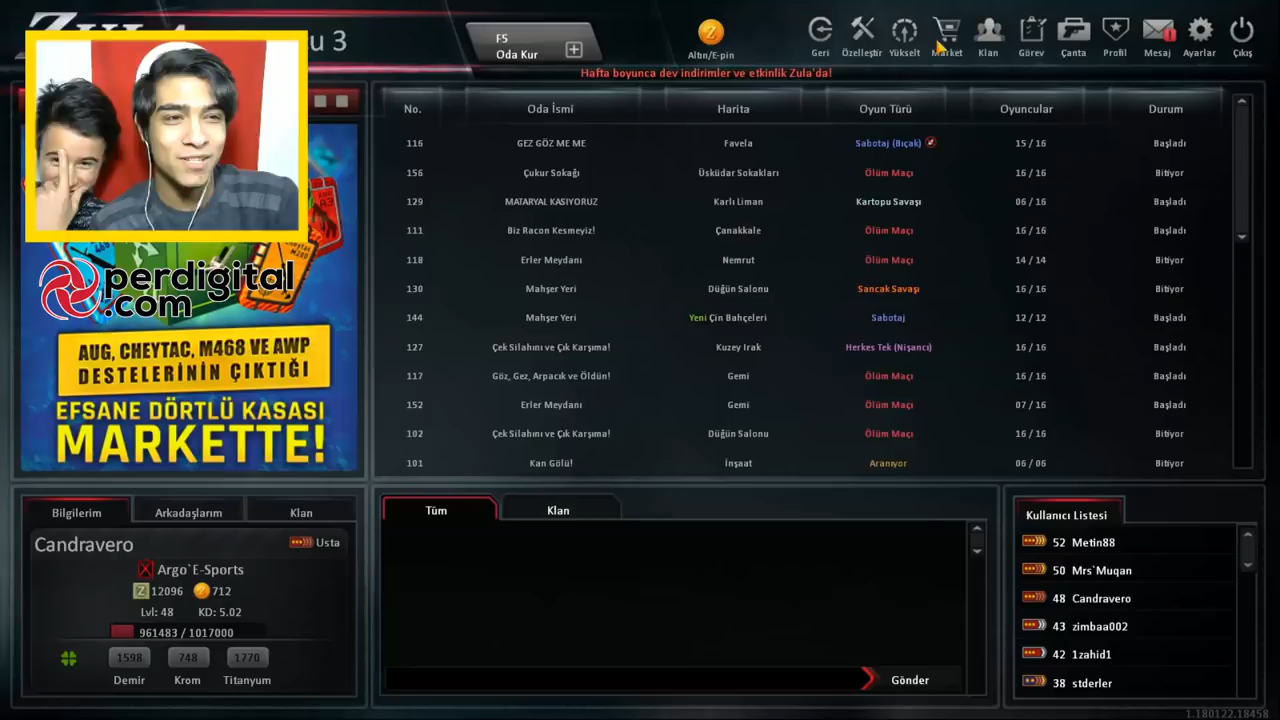 ZULA
u 3
F5
Oda Kur
Altın/E-pin
Geri
Özelleştir
Yükselt
Market
Klan
Görev
Çanta
Profil
Mesaj
Ayarlar
Çıkış
Hafta boyunca dev indirimler ve etkinlik Zula'da!
No. Oda İsmi Harita Oyun Türü Oyuncular Durum
116 GEZ GÖZ ME ME Favela Sabotaj (Bıçak) 15 / 16 Başladı
156 Çukur Sokağı Üsküdar Sokakları Ölüm Maçı 16 / 16 Bitiyor
129 MATARYAL KASIYORUZ Karlı Liman Kartopu Savaşı 06 / 16 Başladı
111 Biz Racon Kesmeyiz! Çanakkale Ölüm Maçı 16 / 16 Başladı
118 Erler Meydanı Nemrut Ölüm Maçı 14 / 14 Bitiyor
130 Mahşer Yeri Düğün Salonu Sancak Savaşı 16 / 16 Bitiyor
144 Mahşer Yeri Yeni Çin Bahçeleri Sabotaj 12 / 12 Başladı
127 Çek Silahını ve Çık Karşıma! Kuzey Irak Herkes Tek (Nişancı) 16 / 16 Başladı
117 Göz, Gez, Arpacık ve Öldün! Gemi Ölüm Maçı 16 / 16 Başladı
152 Erler Meydanı Gemi Ölüm Maçı 07 / 16 Başladı
102 Çek Silahını ve Çık Karşıma! Düğün Salonu Ölüm Maçı 16 / 16 Bitiyor
101 Kan Gölü! İnşaat Aranıyor 06 / 06 Bitiyor
perdigital
.com
AUG, CHEYTAC, M468 VE AWP
DESTELERİNİN ÇIKTIĞI
EFSANE DÖRTLÜ KASASI
MARKETTE!
Bilgilerim
Arkadaşlarım
Klan
Candravero
Usta
Argo`E-Sports
Z 12096 Z 712
Lvl: 48 KD: 5.02
961483 / 1017000
1598 748 1770
Demir Krom Titanyum
Tüm
Klan
Gönder
Kullanıcı Listesi
52 Metin88
50 Mrs`Muqan
48 Candravero
43 zimbaa002
42 1zahid1
38 stderler
1.180122.18458